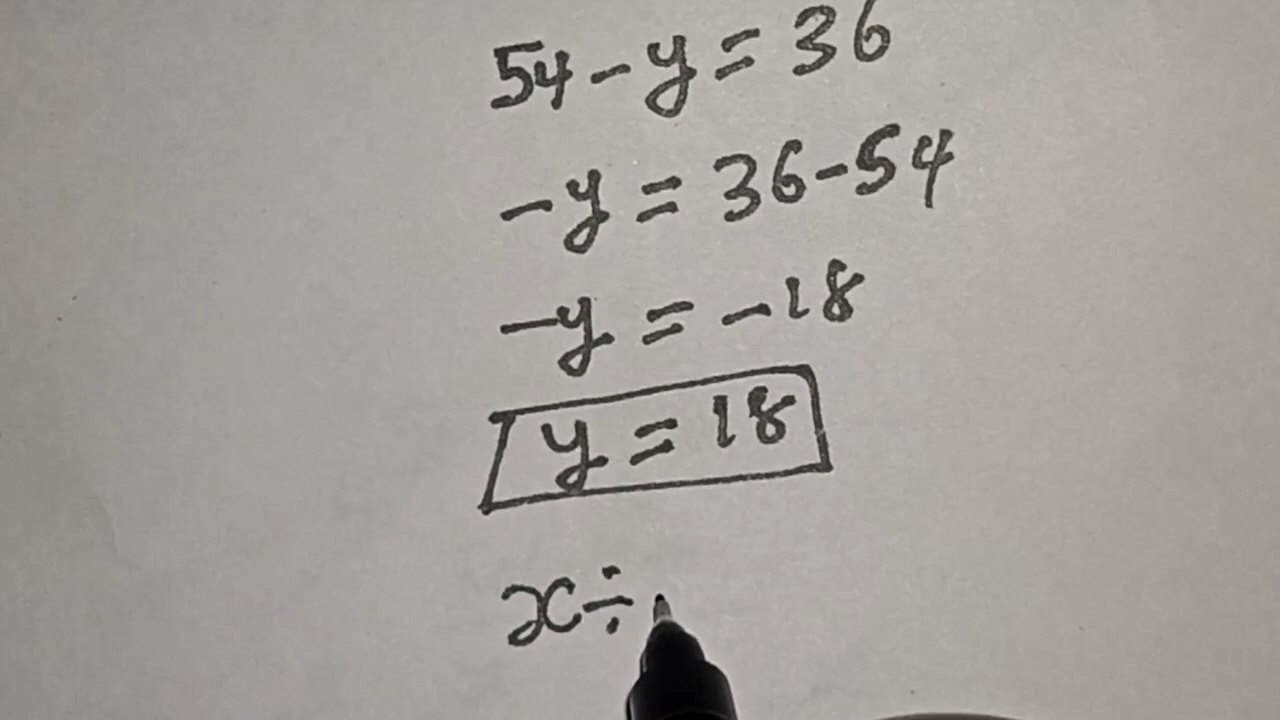 54 - y = 36
-y = 36 - 54
-y = -18
y = 18
x ÷